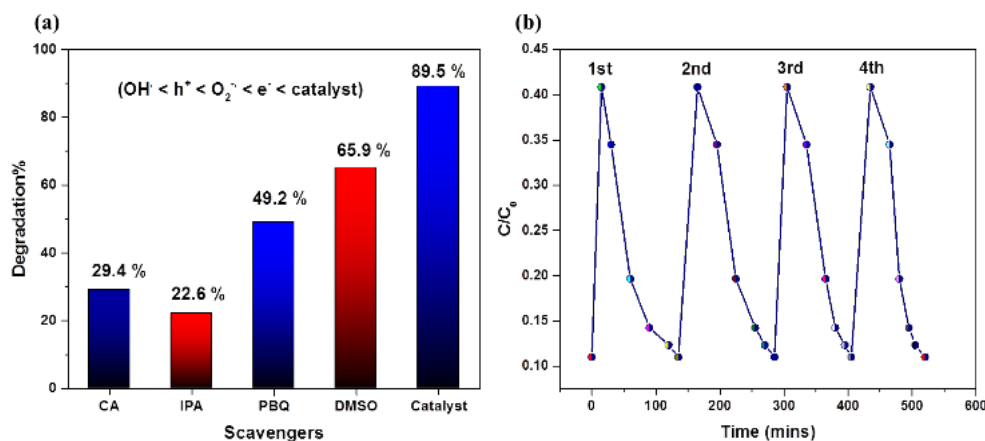 (a)
100
80
60
40
20
0
Degradation%
(OH· < h⁺ < O₂⁻· < e⁻ < catalyst)
29.4 %
22.6 %
49.2 %
65.9 %
89.5 %
CA IPA PBQ DMSO Catalyst
Scavengers
(b)
0.45
0.40
0.35
0.30
0.25
0.20
0.15
0.10
C/C₀
1st 2nd 3rd 4th
0 100 200 300 400 500 600
Time (mins)